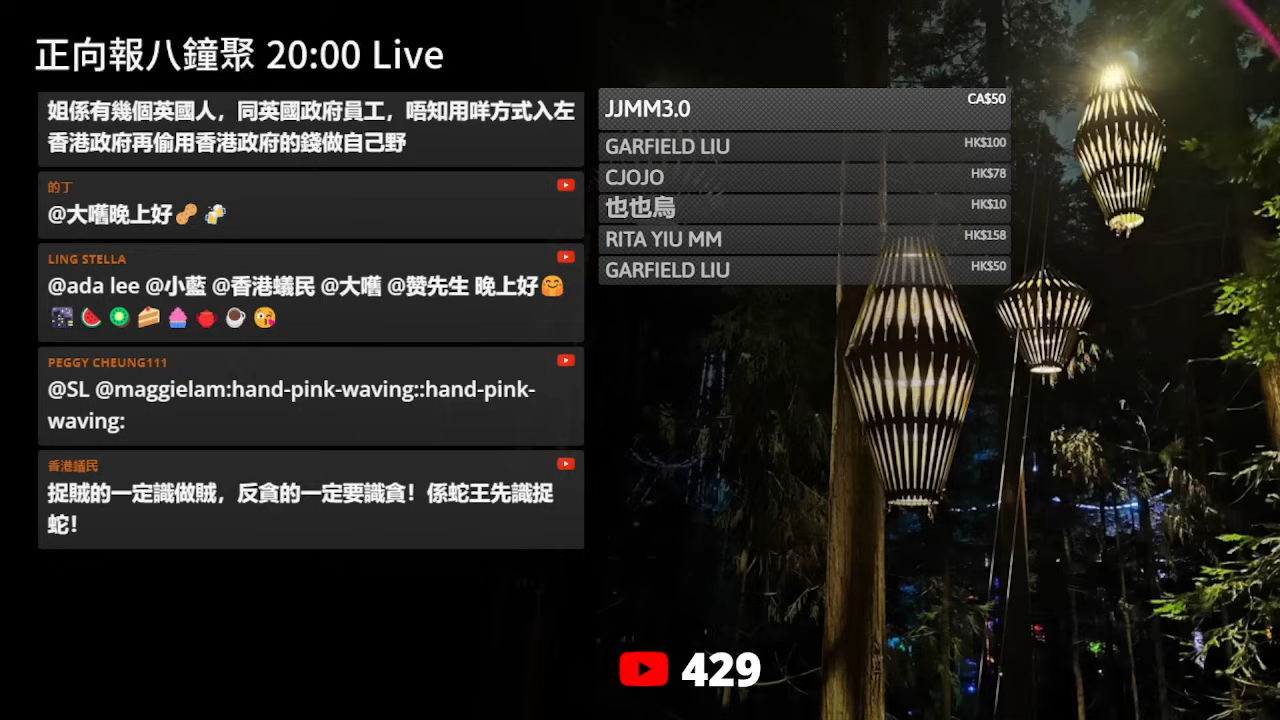 正向報八鐘聚 20:00 Live
姐係有幾個英國人，同英國政府員工，唔知用咩方式入左
香港政府再偷用香港政府的錢做自己野
的丁
@大嚿晚上好🥜 🍻
LING STELLA
@ada lee @小藍 @香港蟻民 @大嚿 @赞先生 晚上好🤗
🎆 🍉 🥝 🍰 🧁 🫖 ☕ 😘
PEGGY CHEUNG111
@SL @maggielam:hand-pink-waving::hand-pink-
waving:
香港蟻民
捉賊的一定識做賊，反貪的一定要識貪！係蛇王先識捉
蛇！
JJMM3.0 CA$50
GARFIELD LIU HK$100
CJOJO HK$78
也也烏 HK$10
RITA YIU MM HK$158
GARFIELD LIU HK$50
429